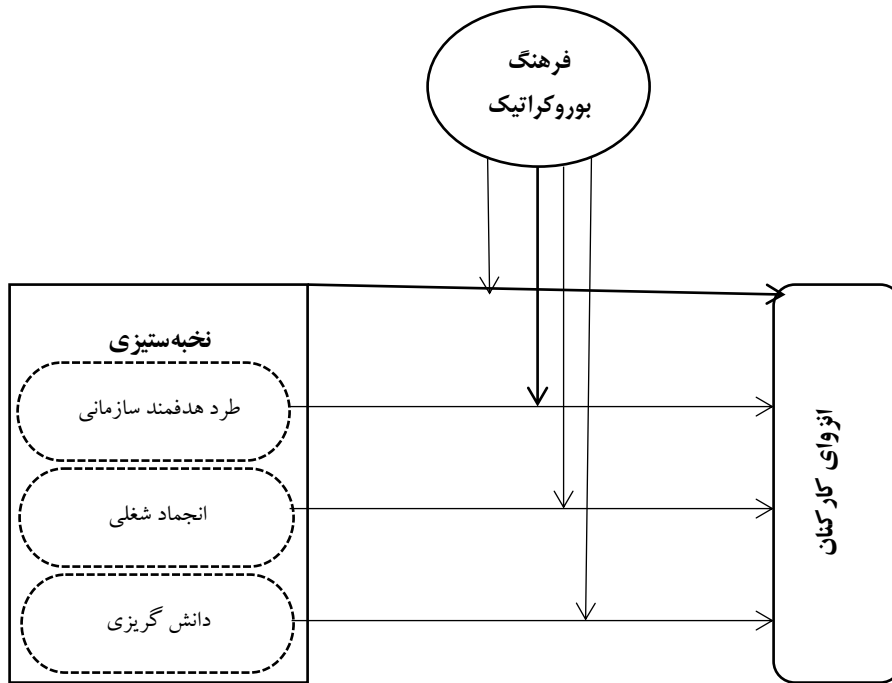 فرهنگ
بوروکراتیک
نخبه‌ستیزی
طرد هدفمند سازمانی
انجماد شغلی
دانش گریزی
انزوای کارکنان